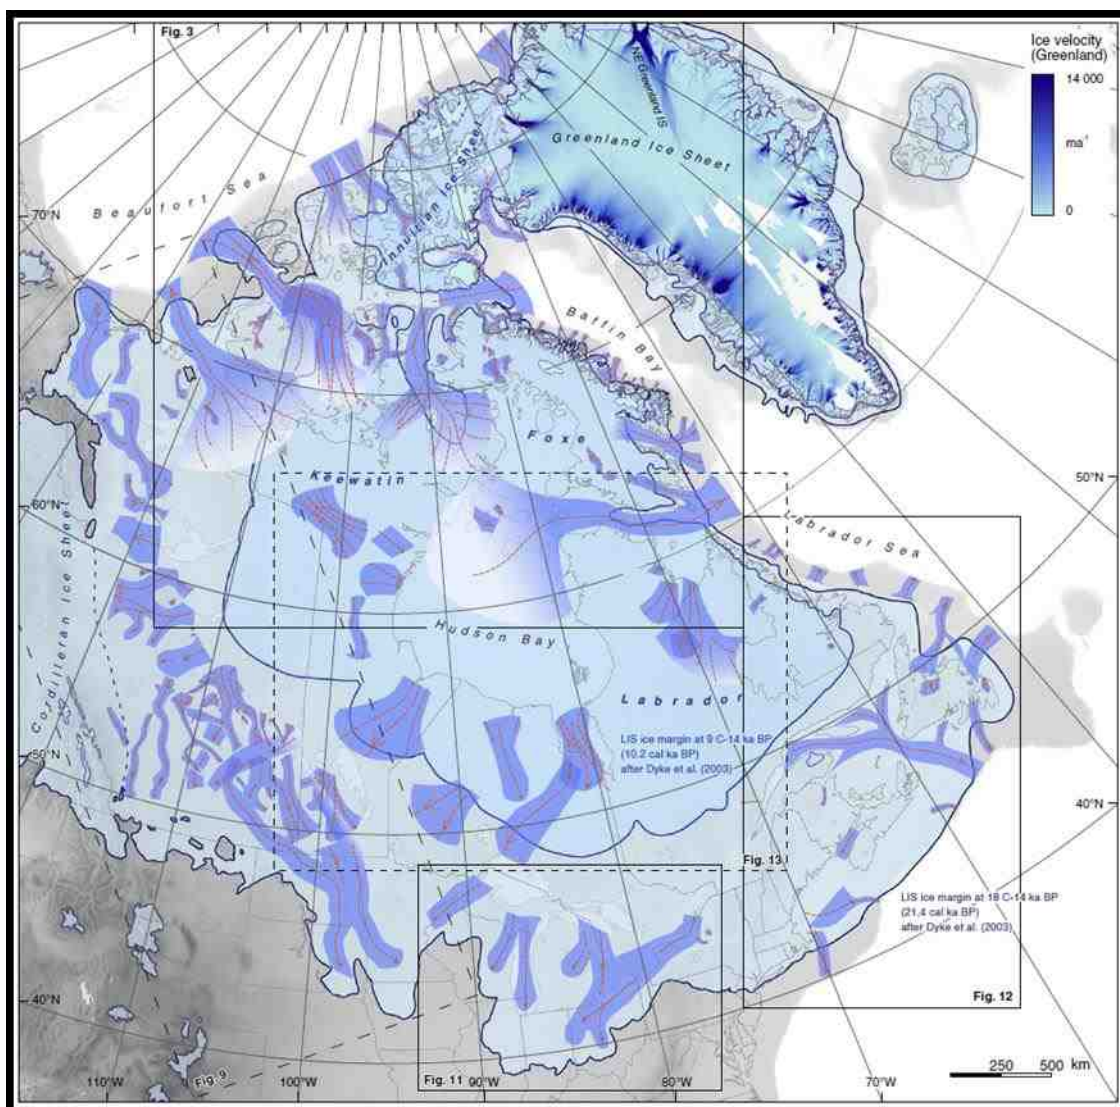 Fig. 3
Ice velocity
(Greenland)
14 000
ma⁻¹
0
NE Greenland IS
Greenland Ice Sheet
Innuitian Ice Sheet
Beaufort Sea
70°N
Baffin Bay
Foxe
Keewatin
50°N
60°N
Labrador Sea
Cordilleran Ice Sheet
Hudson Bay
Labrador
LIS ice margin at 9 C-14 ka BP
(10.2 cal ka BP)
after Dyke et al. (2003)
50°N
40°N
Fig. 13
LIS ice margin at 18 C-14 ka BP
(21.4 cal ka BP)
after Dyke et al. (2003)
40°N
Fig. 12
Fig. 9
Fig. 11
250 500 km
110°W 100°W 90°W 80°W 70°W